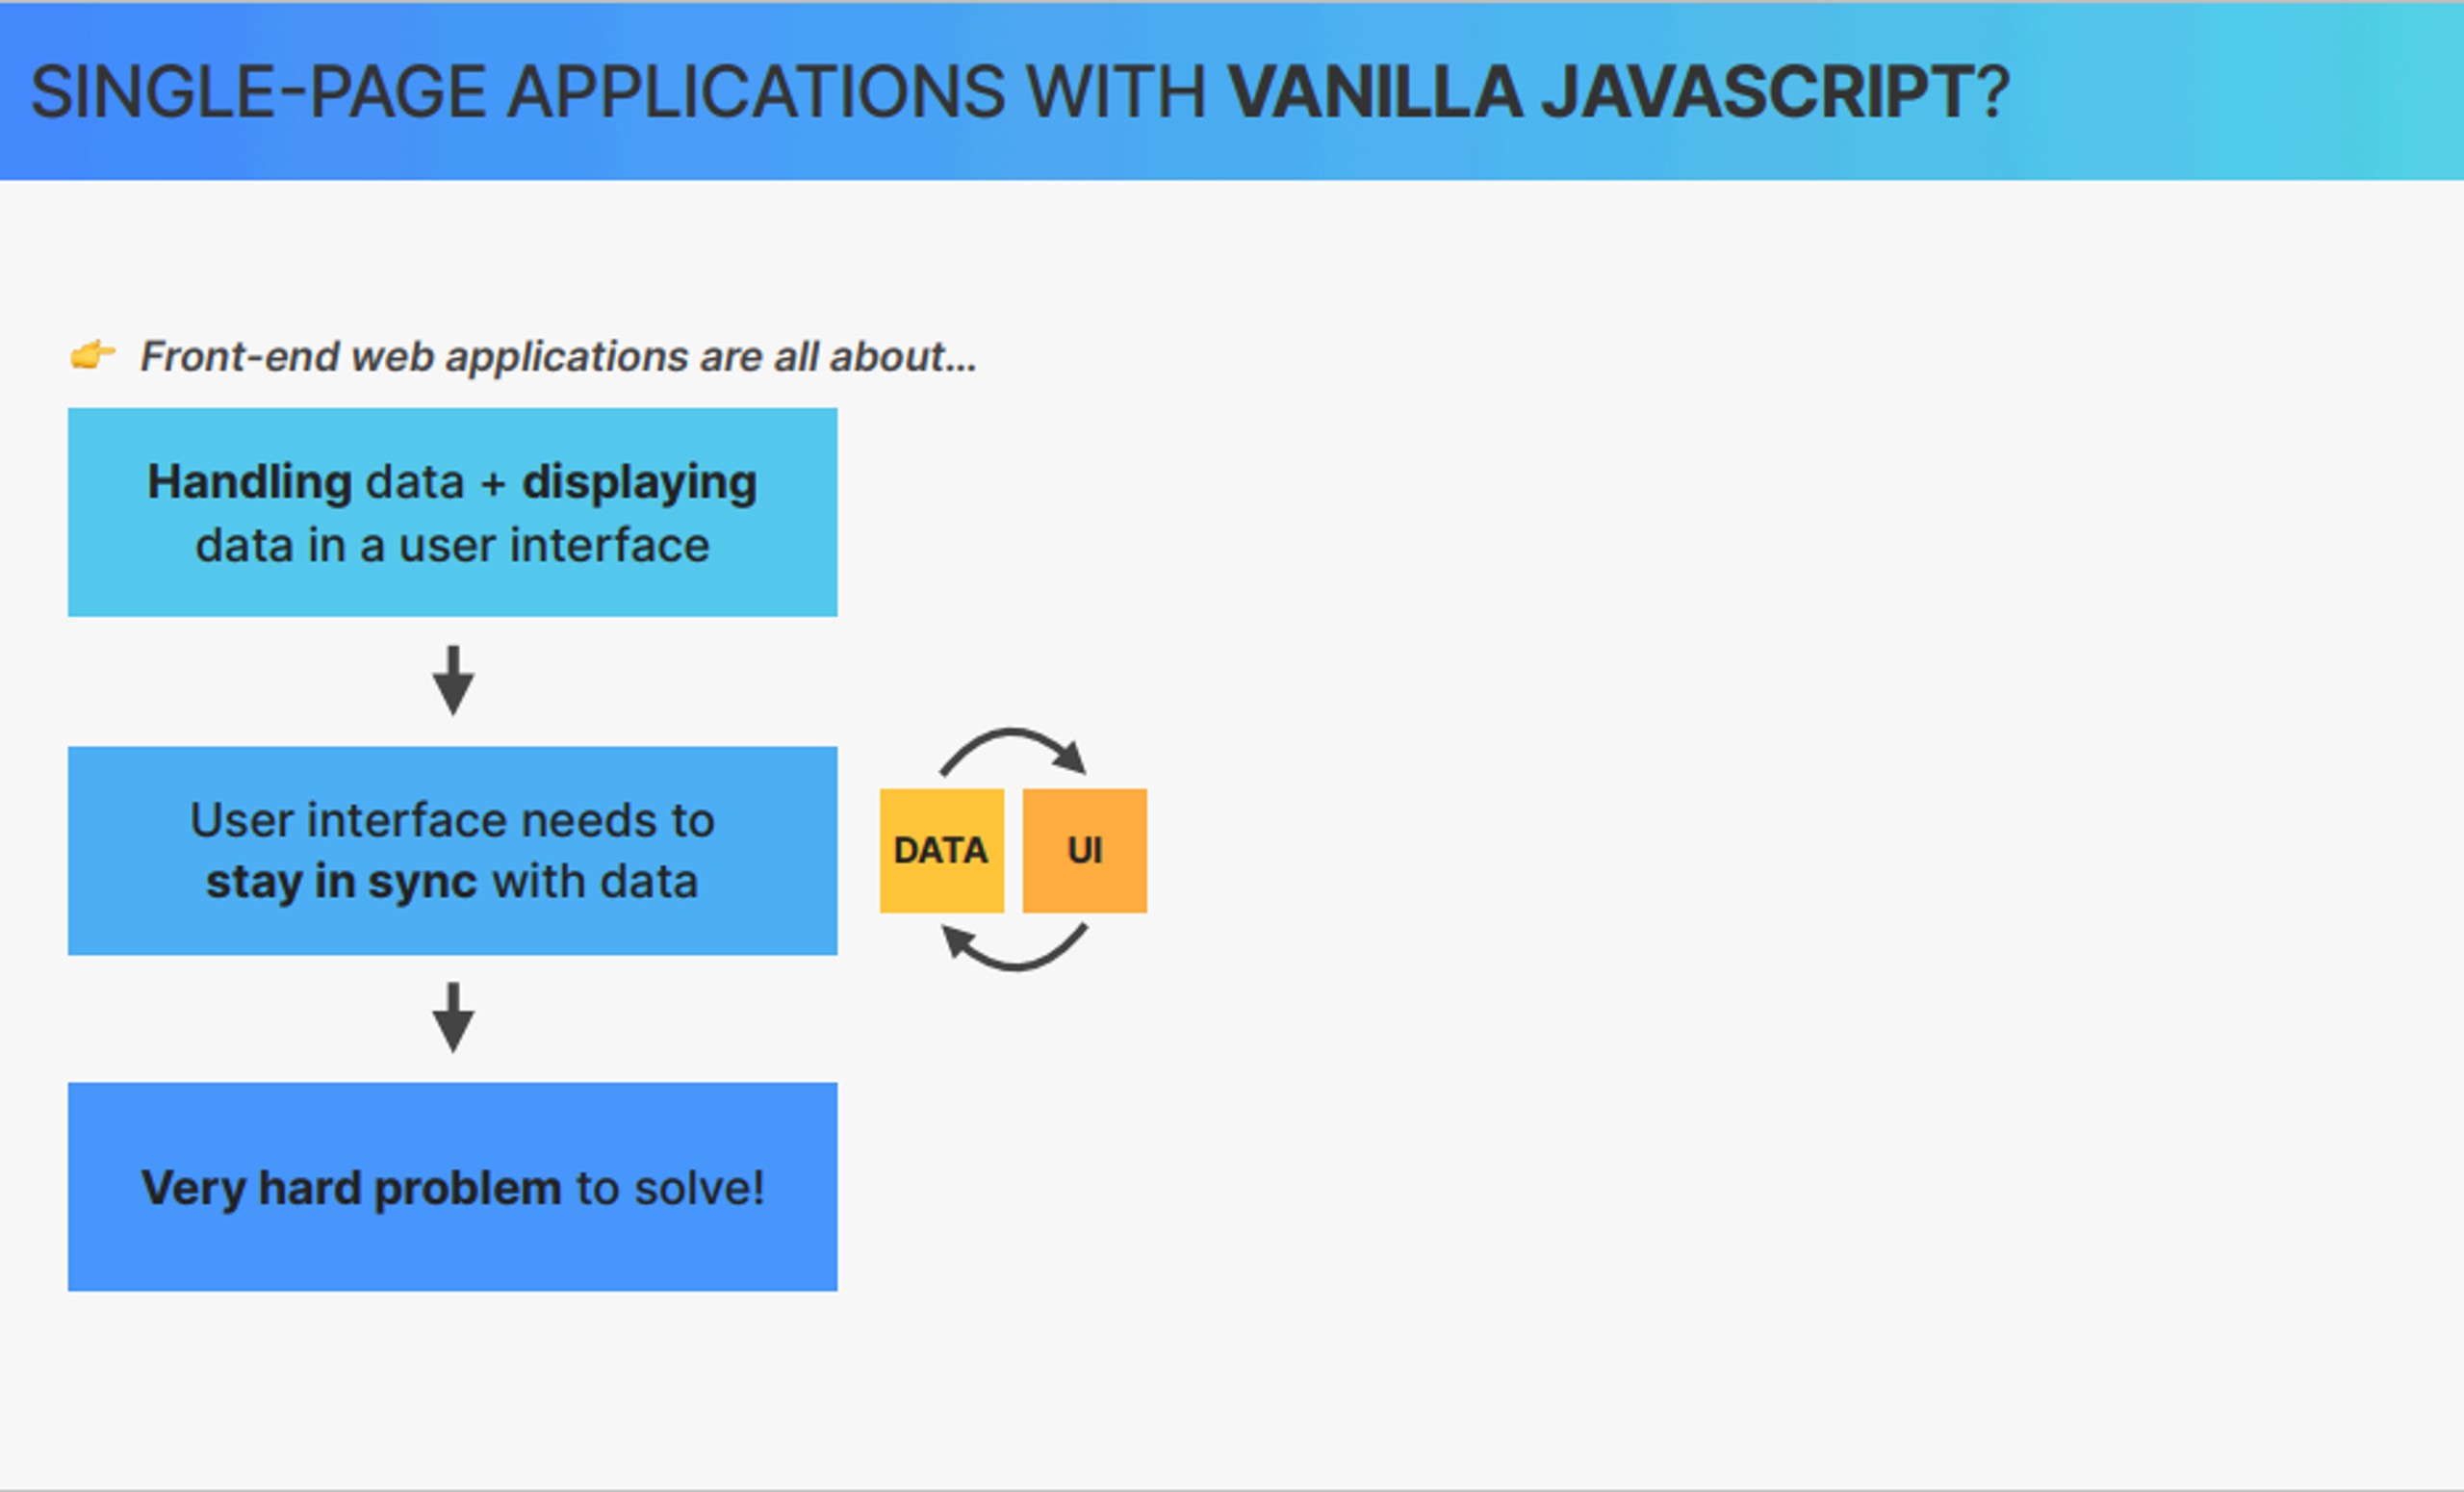 SINGLE-PAGE APPLICATIONS WITH VANILLA JAVASCRIPT?
👉 Front-end web applications are all about…
Handling data + displaying
data in a user interface
User interface needs to
stay in sync with data
DATA
UI
Very hard problem to solve!